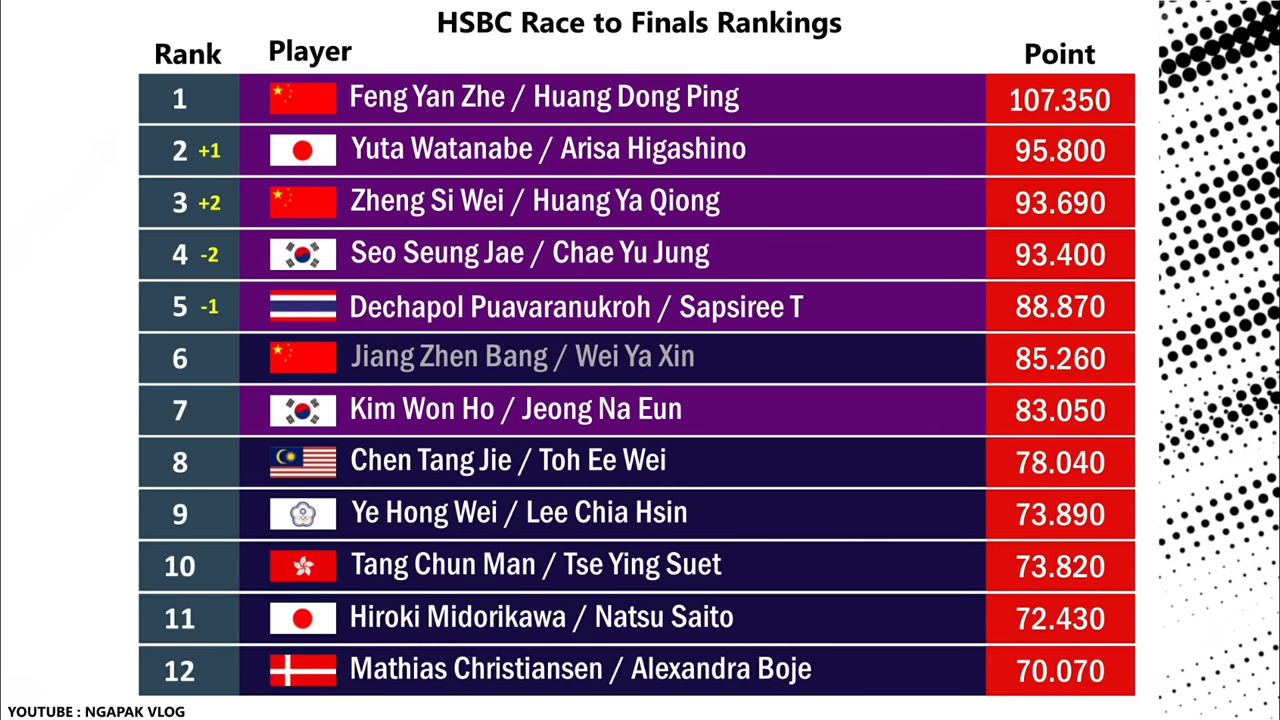 HSBC Race to Finals Rankings
Rank Player Point
1 Feng Yan Zhe / Huang Dong Ping 107.350
2 +1 Yuta Watanabe / Arisa Higashino 95.800
3 +2 Zheng Si Wei / Huang Ya Qiong 93.690
4 -2 Seo Seung Jae / Chae Yu Jung 93.400
5 -1 Dechapol Puavaranukroh / Sapsiree T 88.870
6 Jiang Zhen Bang / Wei Ya Xin 85.260
7 Kim Won Ho / Jeong Na Eun 83.050
8 Chen Tang Jie / Toh Ee Wei 78.040
9 Ye Hong Wei / Lee Chia Hsin 73.890
10 Tang Chun Man / Tse Ying Suet 73.820
11 Hiroki Midorikawa / Natsu Saito 72.430
12 Mathias Christiansen / Alexandra Boje 70.070
YOUTUBE : NGAPAK VLOG